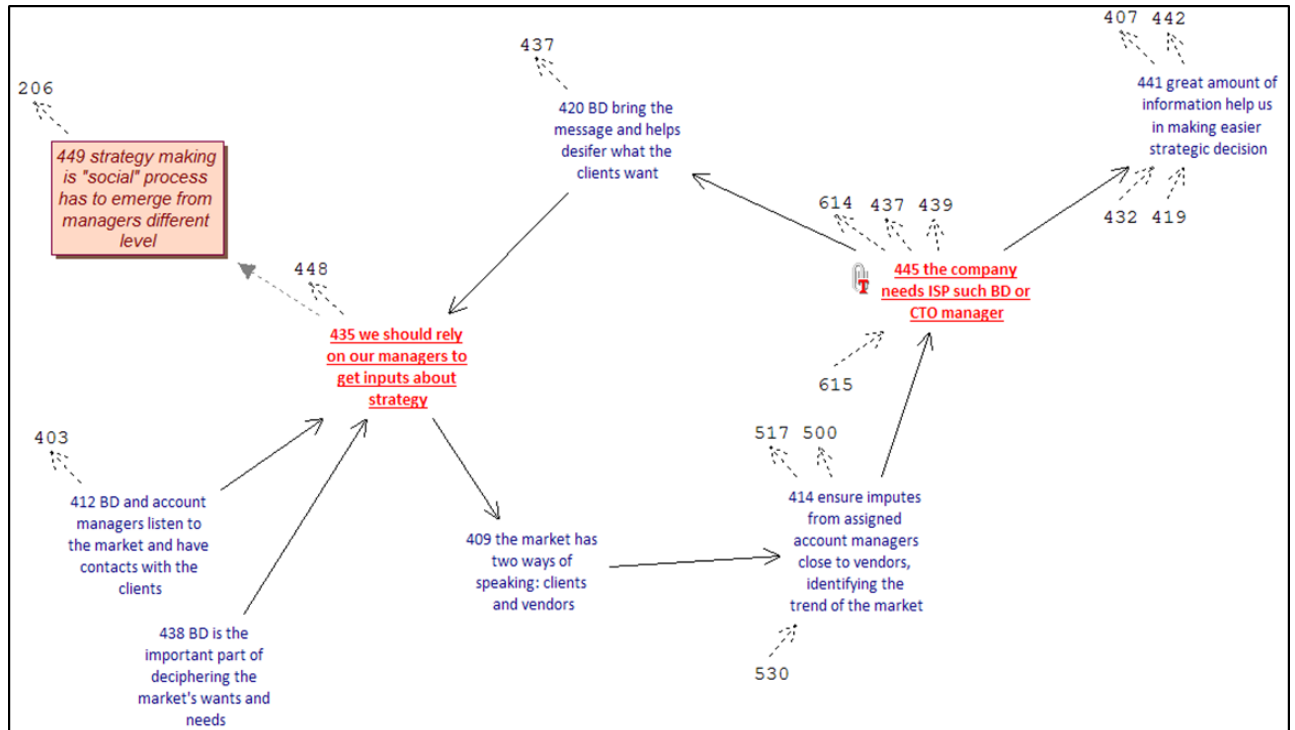 407 442
437
441 great amount of
information help us
in making easier
strategic decision
206
420 BD bring the
message and helps
desifer what the
clients want
449 strategy making
is "social" process
has to emerge from
managers different
level
614 437 439
432 419
448
445 the company
needs ISP such BD or
CTO manager
T
435 we should rely
on our managers to
get inputs about
strategy
615
403
517 500
412 BD and account
managers listen to
the market and have
contacts with the
clients
414 ensure imputes
from assigned
account managers
close to vendors,
identifying the
trend of the market
409 the market has
two ways of
speaking: clients
and vendors
438 BD is the
important part of
deciphering the
market's wants and
needs
530